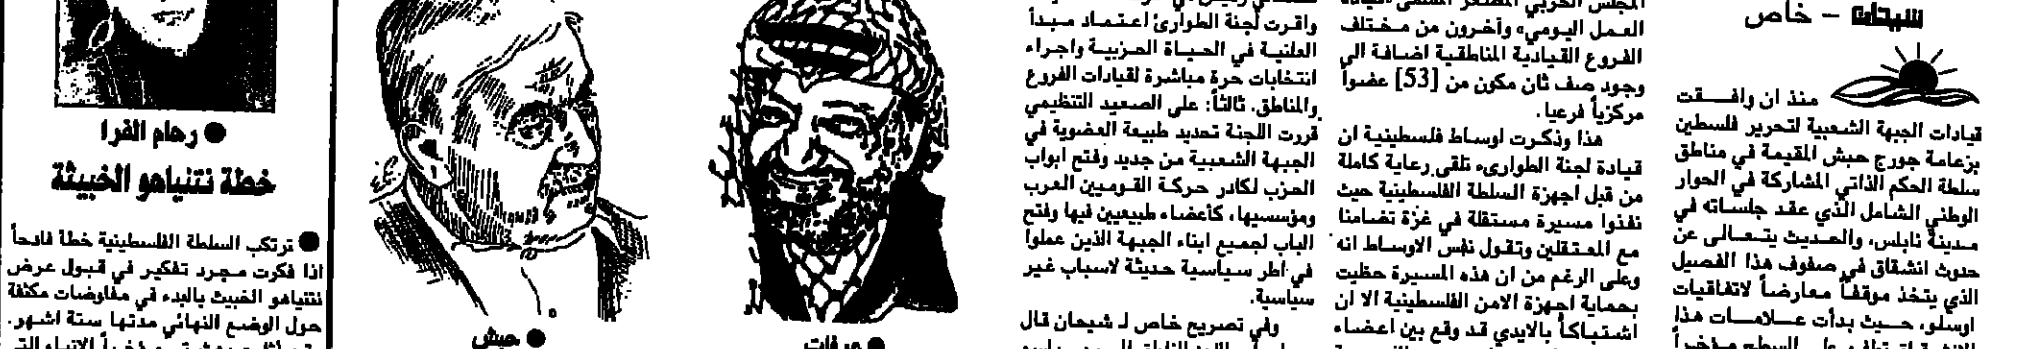 شيحان - خاص
منذ ان وافـــقت
قيادات الجبهة الشعبية لتحرير فلسطين
بزعامة جورج حبش المقيمة في مناطق
سلطة الحكم الذاتي المشاركة في الحوار
الوطني الشامل الذي عقد جلساته في
مدينة نابلس، والحديث يتعالى عن
حدوث انشقاق في صفوف هذا الفصيل
الذي يتخذ موقفاً معارضاً لاتفاقيات
اوسلو، حيث بدأت علامات هذا
على السطح مؤخراً
العمل اليومي» وآخرون من مختلف
الفروع القيادية المناطقية اضافة الى
وجود صف ثان مكون من [53] عضواً
مركزياً فرعيا.
هذا وذكرت اوساط فلسطينية ان
قيادة لجنة الطوارىء تلقى رعاية كاملة
من قبل اجهزة السلطة الفلسطينية حيث
نفذوا مسيرة مستقلة في غزة تضامنا
مع المعتقلين وتقول نفس الاوساط انه
وعلى الرغم من ان هذه المسيرة حظيت
بحماية اجهزة الامن الفلسطينية الا ان
اشتباكاً بالايدي قد وقع بين اعضاء
واقرت لجنة الطوارئ اعتماد مبدأ
العلنية في الحياة الحزبية واجراء
انتخابات حرة مباشرة لقيادات الفروع
والمناطق. ثالثاً: على الصعيد التنظيمي
قررت اللجنة تحديد طبيعة العضوية في
الجبهة الشعبية من جديد وفتح ابواب
الحزب لكادر حركة القوميين العرب
ومؤسسيها، كأعضاء طبيعيين فيها وفتح
الباب لجميع ابناء الجبهة الذين عملوا
في اطر سياسية حديثة لاسباب غير
سياسية.
وفي تصريح خاص لـ شيحان قال
● عرفات
● حبش
● رهام الفرا
خطة نتنياهو الخبيثة
● ترتكب السلطة الفلسطينية خطأ فادحاً
اذا فكرت مجرد تفكير في قبول عرض
نتنياهو الخبيث بالبدء في مفاوضات مكثفة
حول الوضع النهائي مدتها ستة اشهر.